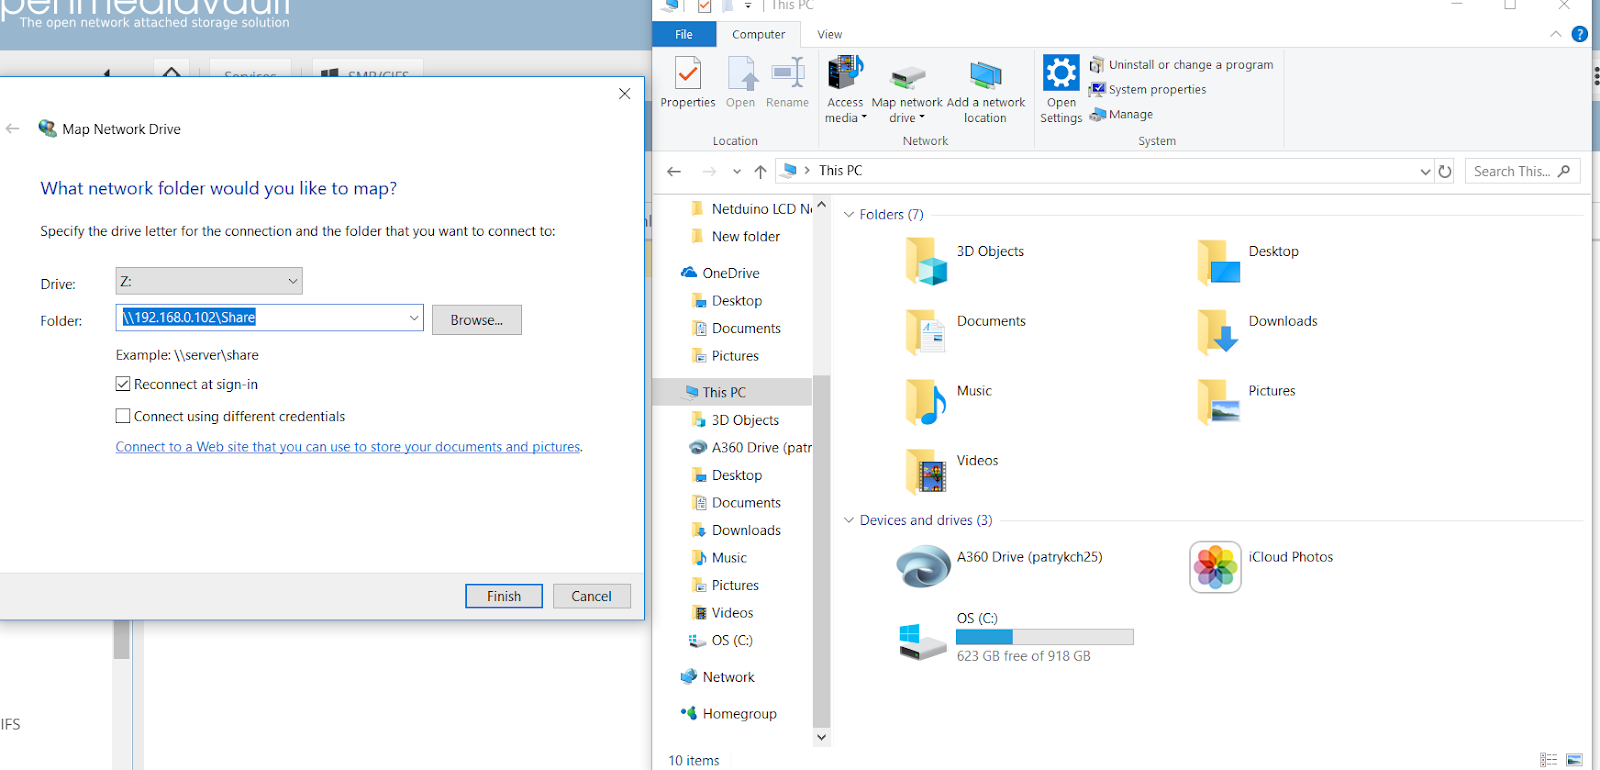 The open network attached storage solution
Services
SMB/CIFS
Map Network Drive
What network folder would you like to map?
Specify the drive letter for the connection and the folder that you want to connect to:
Drive:
Z:
Folder:
\\192.168.0.102\Share
Browse...
Example: \\server\share
Reconnect at sign-in
Connect using different credentials
Connect to a Web site that you can use to store your documents and pictures.
Finish
Cancel
IFS
This PC
File
Computer
View
Properties
Open
Rename
Location
Access media
Map network drive
Add a network location
Network
Open Settings
Uninstall or change a program
System properties
Manage
System
This PC
Search This...
Netduino LCD N
New folder
OneDrive
Desktop
Documents
Pictures
This PC
3D Objects
A360 Drive (patr
Desktop
Documents
Downloads
Music
Pictures
Videos
OS (C:)
Network
Homegroup
Folders (7)
3D Objects
Desktop
Documents
Downloads
Music
Pictures
Videos
Devices and drives (3)
A360 Drive (patrykch25)
iCloud Photos
OS (C:)
623 GB free of 918 GB
10 items